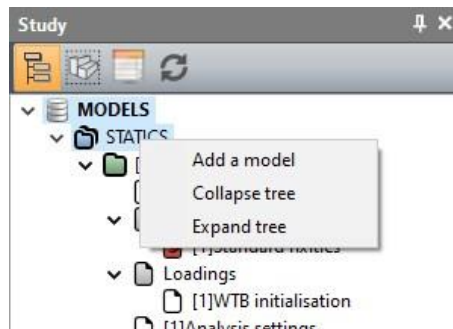 Study
MODELS
STATICS
Add a model
Collapse tree
Expand tree
[1]Standard fixities
Loadings
[1]WTB initialisation
[1]Analysis settings